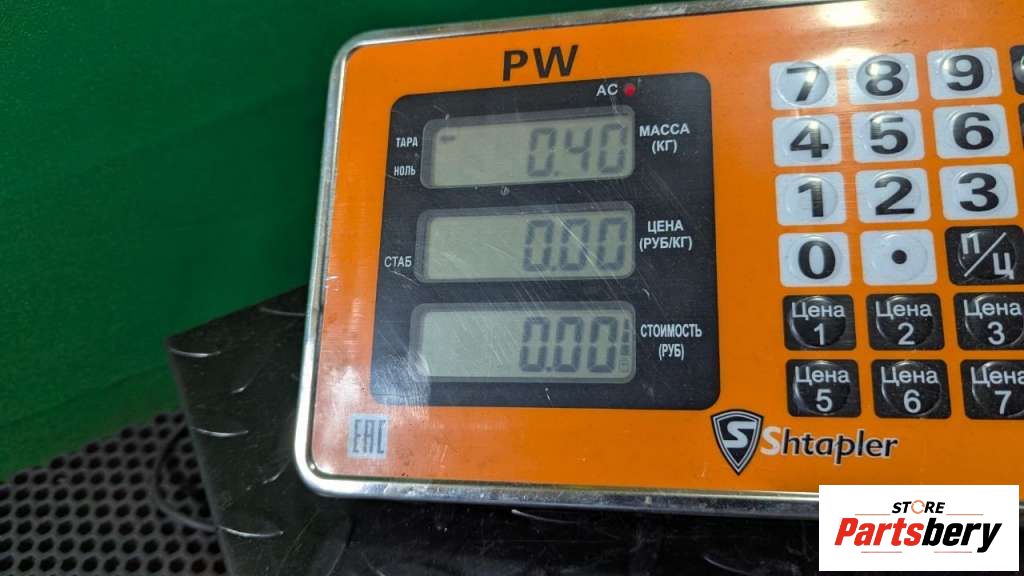 PW
AC
ТАРА
НОЛЬ
0.40
МАССА
(КГ)
СТАБ
0.00
ЦЕНА
(РУБ/КГ)
0.00
СТОИМОСТЬ
(РУБ)
7 8 9
4 5 6
1 2 3
0 . П/Ц
Цена 1 Цена 2 Цена 3
Цена 5 Цена 6 Цена 7
EAC
S Shtapler
STORE
Partsbery